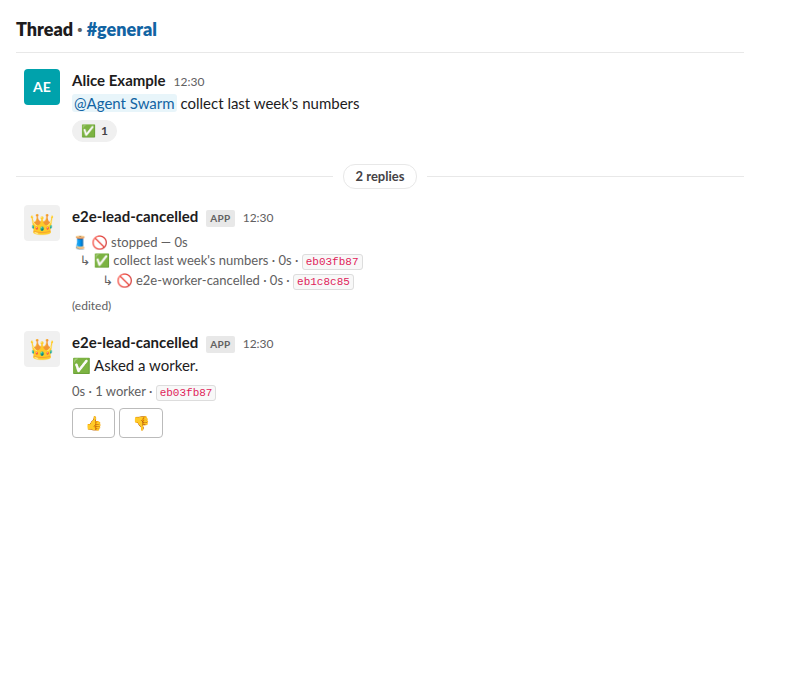 Thread • #general
AE
Alice Example 12:30
@Agent Swarm collect last week's numbers
✅ 1
2 replies
e2e-lead-cancelled APP 12:30
🧵 🚫 stopped — 0s
↳ ✅ collect last week's numbers · 0s · eb03fb87
↳ 🚫 e2e-worker-cancelled · 0s · eb1c8c85
(edited)
e2e-lead-cancelled APP 12:30
✅ Asked a worker.
0s · 1 worker · eb03fb87
👍 👎